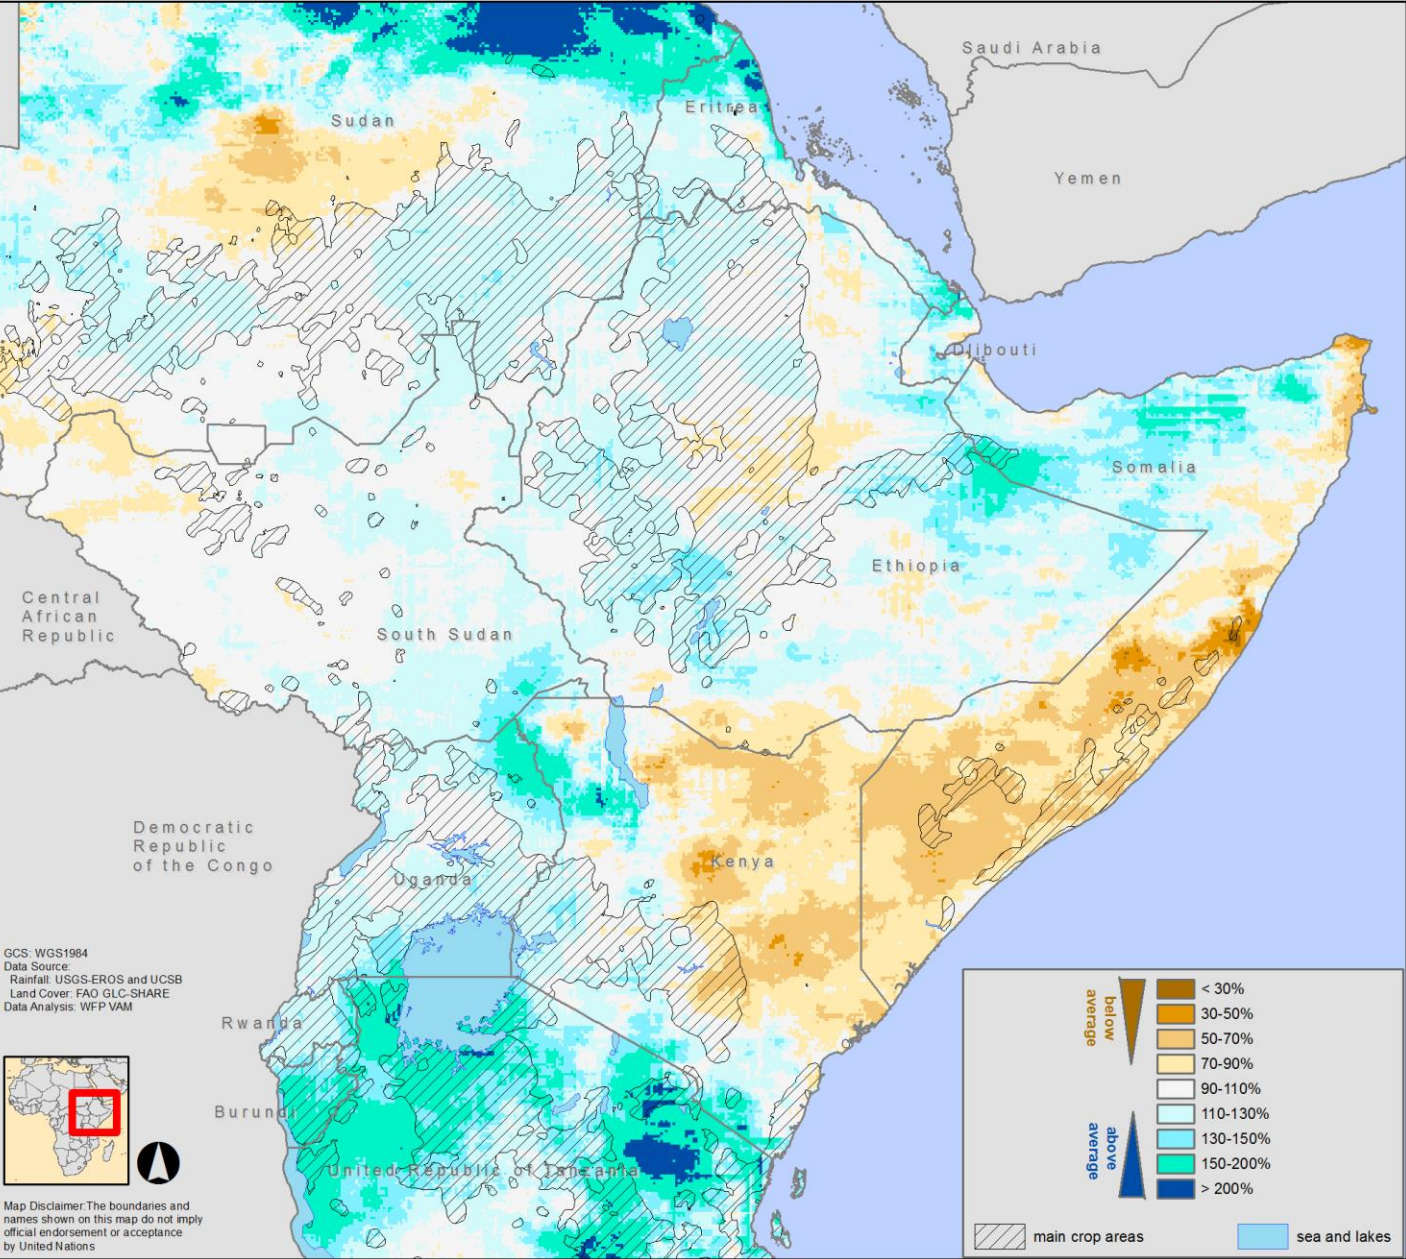 Saudi Arabia
Sudan
Eritrea
Yemen
Djibouti
Somalia
Ethiopia
Central
African
Republic
South Sudan
Democratic
Republic
of the Congo
Kenya
Uganda
GCS: WGS1984
Data Source:
Rainfall: USGS-EROS and UCSB
Land Cover: FAO GLC-SHARE
Data Analysis: WFP VAM
Rwanda
Burundi
United Republic of Tanzania
Map Disclaimer:The boundaries and
names shown on this map do not imply
official endorsement or acceptance
by United Nations
below
average
< 30%
30-50%
50-70%
70-90%
90-110%
110-130%
130-150%
150-200%
> 200%
above
average
main crop areas
sea and lakes